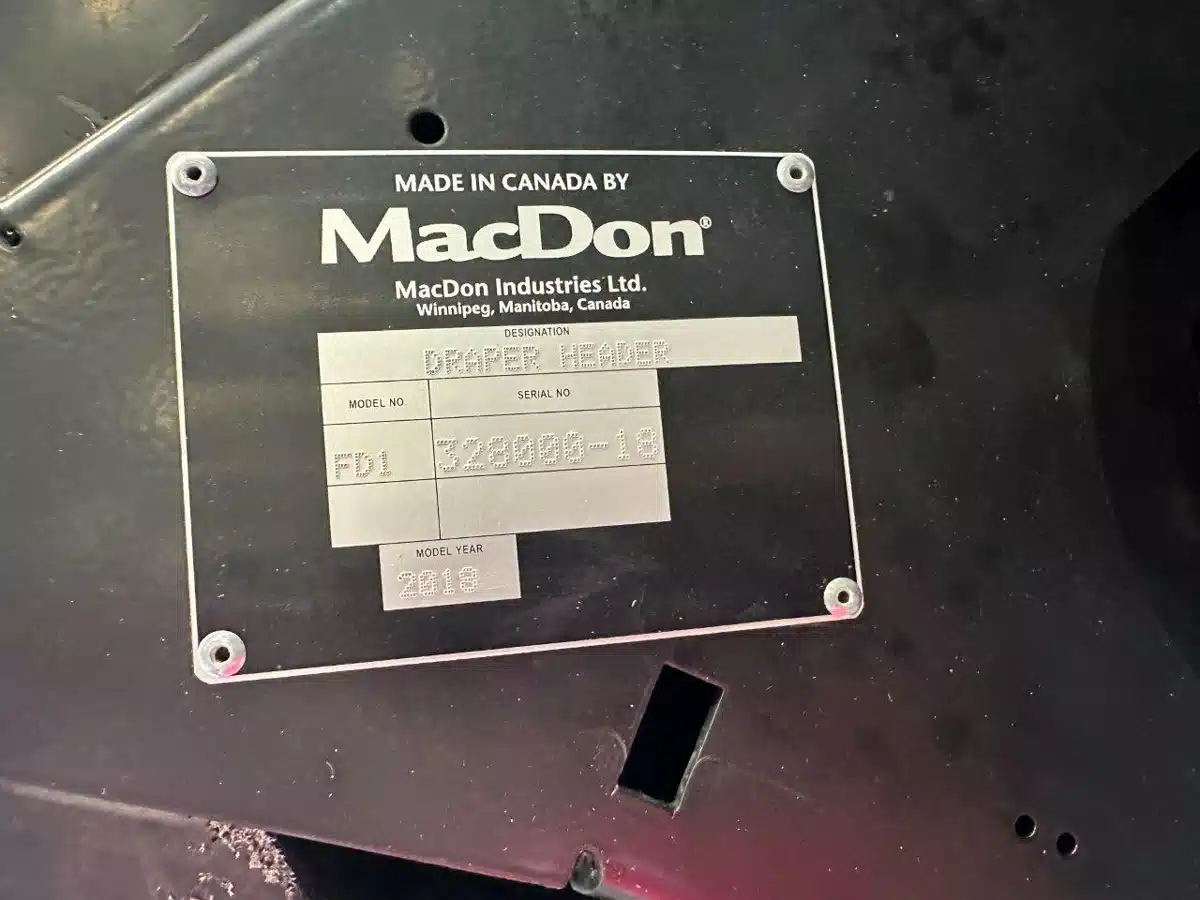 MADE IN CANADA BY
MacDon®
MacDon Industries Ltd.
Winnipeg, Manitoba, Canada
DESIGNATION
DRAPER HEADER
MODEL NO. SERIAL NO
FD1 328000-18
MODEL YEAR
2018